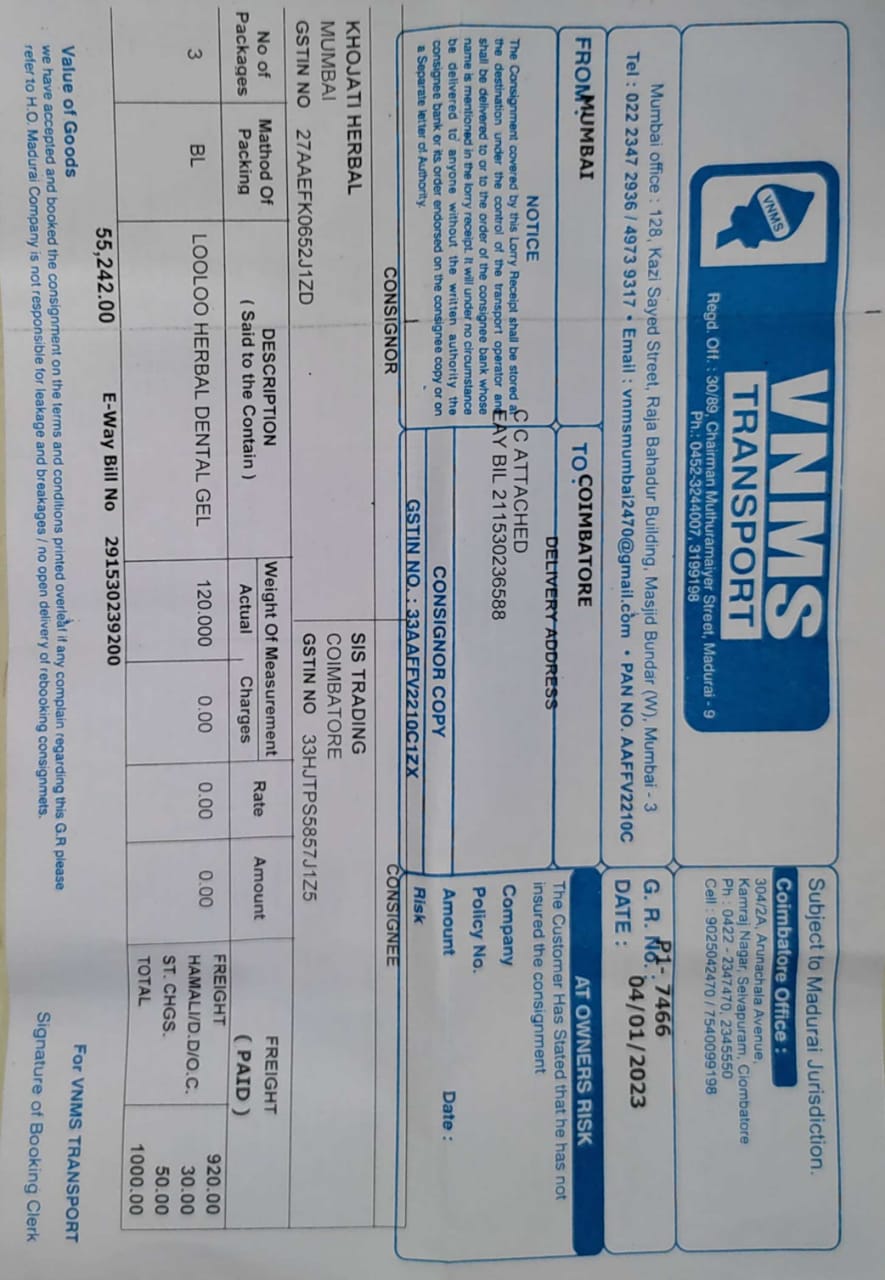 VNMS
VNMS
TRANSPORT
Regd. Off. : 30/89, Chairman Muthuramaiyer Street, Madurai - 9
Ph.: 0452-3244007, 3199198
Subject to Madurai Jurisdiction.
Coimbatore Office :
304/2A, Arunachala Avenue,
Kamraj Nagar, Selvapuram, Ciombatore
Ph : 0422 - 2347470, 2345550
Cell : 9025042470 / 7540099198
Mumbai office : 128, Kazi Sayed Street, Raja Bahadur Building, Masjid Bundar (W), Mumbai - 3
Tel : 022 2347 2936 / 4973 9317 • Email : vnmsmumbai2470@gmail.com • PAN NO. AAFFV2210C
G. R. No. : P1- 7466
DATE : 04/01/2023
FROM : MUMBAI
TO : COIMBATORE
AT OWNERS RISK
NOTICE
The Consignment covered by this Lorry Receipt shall be stored at
the destination under the control of the transport operator and
shall be delivered to or to the order of the consignee bank whose
name is mentioned in the lorry receipt. It will under no circumstance
be delivered to anyone without the written authority the
consignee bank or its order endorsed on the consignee copy or on
a Separate letter of Authority.
DELIVERY ADDRESS
C C ATTACHED
EAY BIL 211530236588
CONSIGNOR COPY
GSTIN NO. : 33AAFFV2210C1ZX
The Customer Has Stated that he has not
insured the consignment
Company
Policy No.
Amount Date :
Risk
CONSIGNOR CONSIGNEE
KHOJATI HERBAL
MUMBAI
GSTIN NO 27AAEFK0652J1ZD
SIS TRADING
COIMBATORE
GSTIN NO 33HJTPS5857J1Z5
No of Packages
Mathod Of Packing
DESCRIPTION
( Said to the Contain )
Weight Of Measurement
Actual Charges
Rate
Amount
FREIGHT
( PAID )
3 BL LOOLOO HERBAL DENTAL GEL 120.000 0.00 0.00 0.00
FREIGHT 920.00
HAMALI/D.D/O.C. 30.00
ST. CHGS. 50.00
TOTAL 1000.00
55,242.00 E-Way Bill No 291530239200
Value of Goods
we have accepted and booked the consignment on the terms and conditions printed overleaf if any complain regarding this G.R please
refer to H.O. Madurai Company is not responsible for leakage and breakages / no open delivery of rebooking consignmets.
For VNMS TRANSPORT
Signature of Booking Clerk